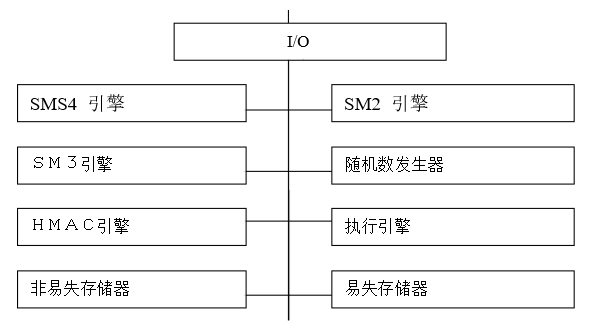 I/O
SMS4 引擎
SM2 引擎
SM3引擎
随机数发生器
HMAC引擎
执行引擎
非易失存储器
易失存储器